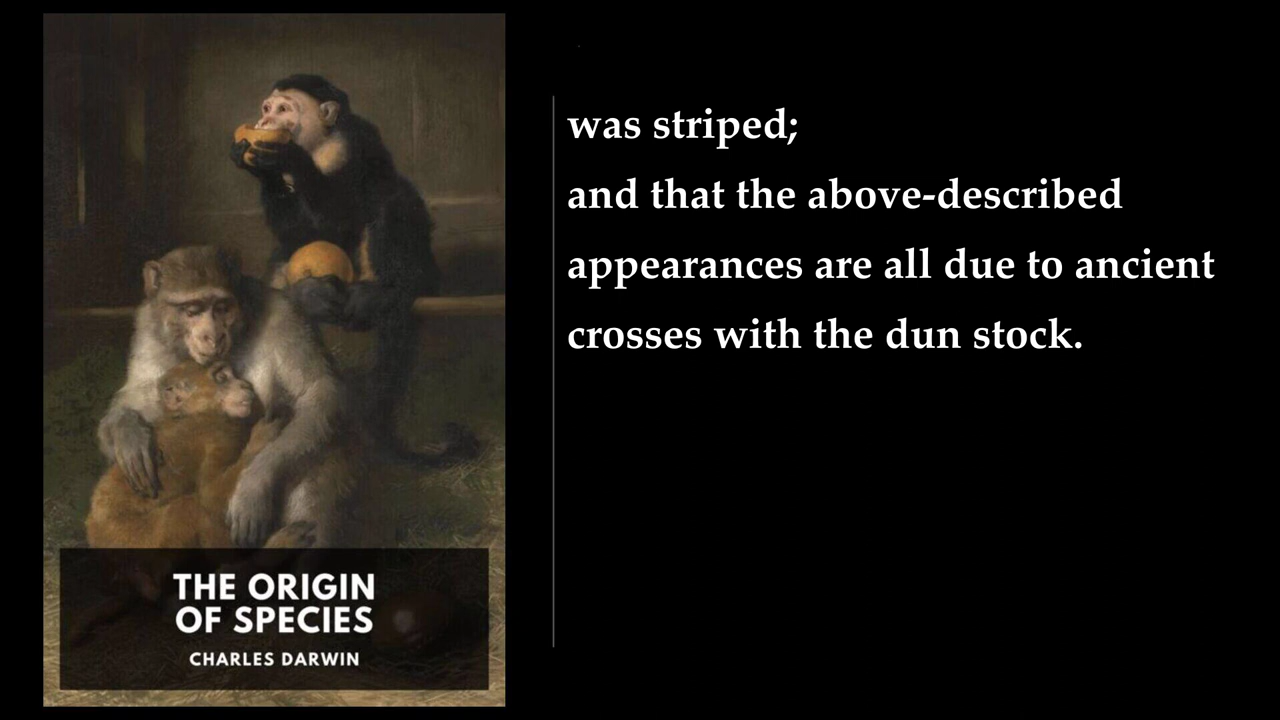 was striped;
and that the above-described
appearances are all due to ancient
crosses with the dun stock.
THE ORIGIN
OF SPECIES
CHARLES DARWIN